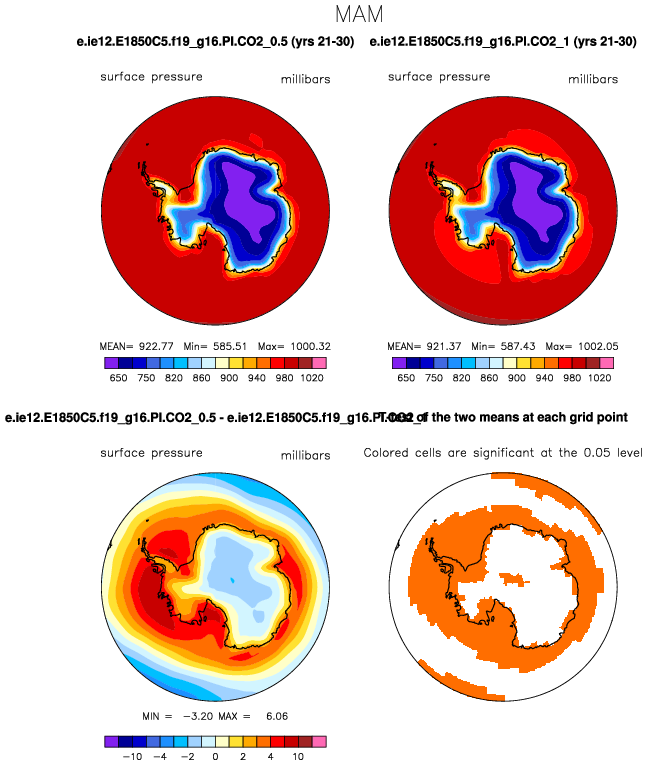 MAM
e.ie12.E1850C5.f19_g16.PI.CO2_0.5 (yrs 21-30) e.ie12.E1850C5.f19_g16.PI.CO2_1 (yrs 21-30)
surface pressure millibars surface pressure millibars
MEAN= 922.77 Min= 585.51 Max= 1000.32 MEAN= 921.37 Min= 587.43 Max= 1002.05
650 750 820 860 900 940 980 1020 650 750 820 860 900 940 980 1020
e.ie12.E1850C5.f19_g16.PI.CO2_0.5 - e.ie12.E1850C5.f19_g16.PI.CO2_1 of the two means at each grid point
surface pressure millibars Colored cells are significant at the 0.05 level
MIN = -3.20 MAX = 6.06
-10 -4 -2 0 2 4 10